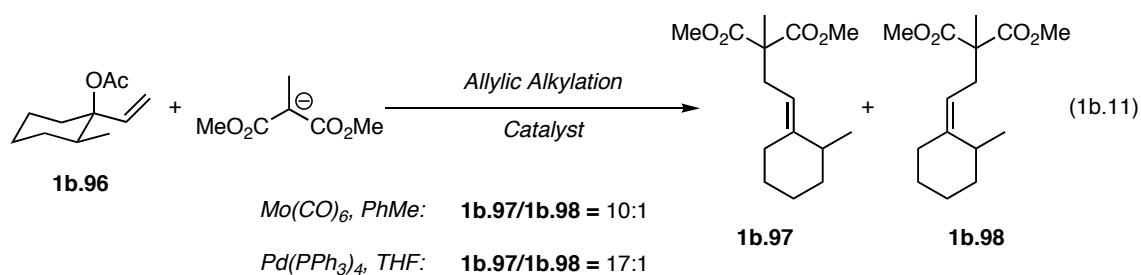 MeO₂C CO₂Me MeO₂C CO₂Me
OAc
+
⊖
MeO₂C CO₂Me
Allylic Alkylation
Catalyst
+
(1b.11)
1b.96
Mo(CO)₆, PhMe: 1b.97/1b.98 = 10:1
1b.97 1b.98
Pd(PPh₃)₄, THF: 1b.97/1b.98 = 17:1